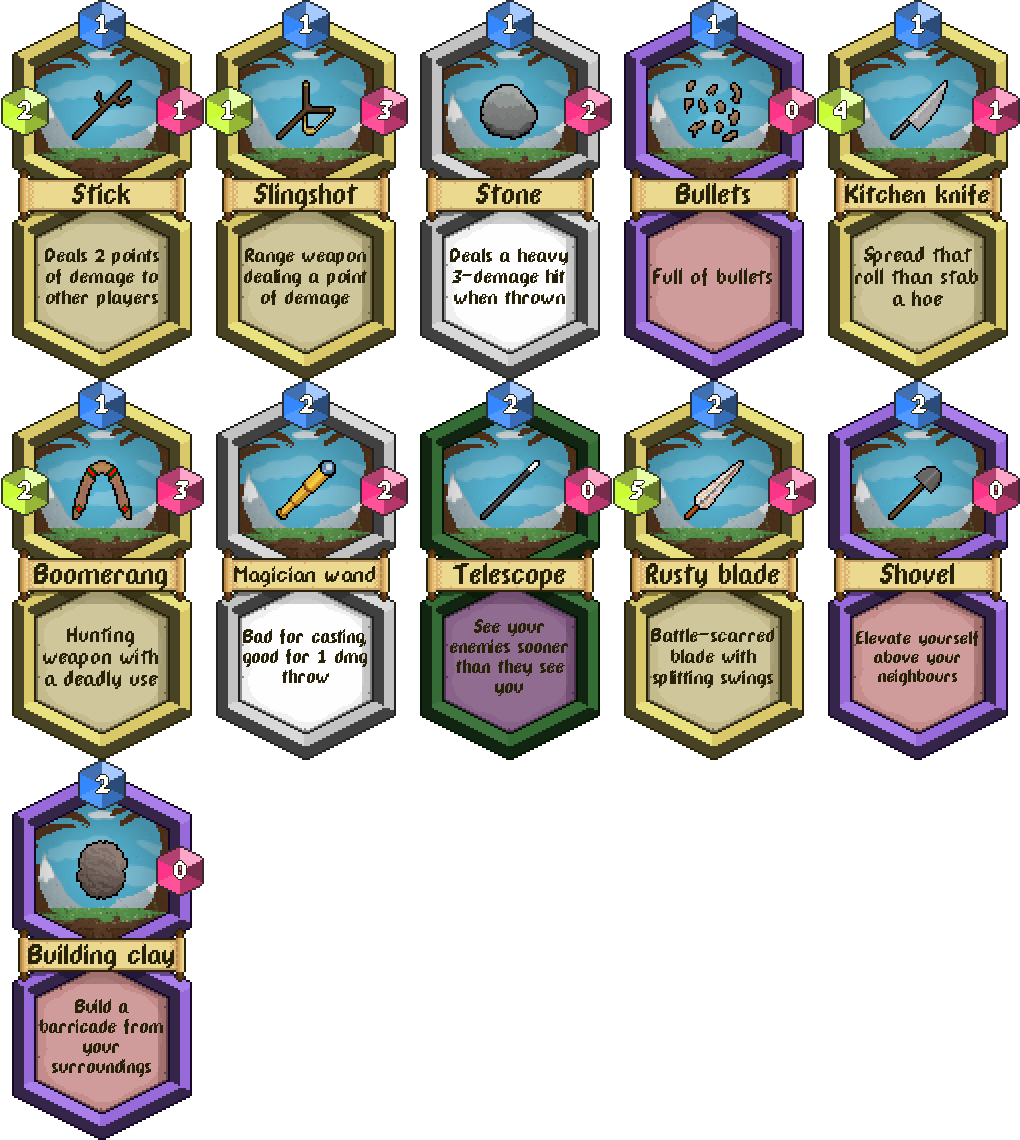 1
2
1
Stick
Deals 2 points
of demage to
other players
1
1
3
Slingshot
Range weapon
dealing a point
of demage
1
2
Stone
Deals a heavy
3-demage hit
when thrown
1
0
Bullets
Full of bullets
1
4
1
Kitchen knife
Spread that
roll than stab
a hoe
1
2
3
Boomerang
Hunting
weapon with
a deadly use
2
2
Magician wand
Bad for casting,
good for 1 dmg
throw
2
0
Telescope
See your
enemies sooner
than they see
you
2
5
1
Rusty blade
Battle-scarred
blade with
splitting swings
2
0
Shovel
Elevate yourself
above your
neighbours
2
0
Building clay
Build a
barricade from
your
surroundings